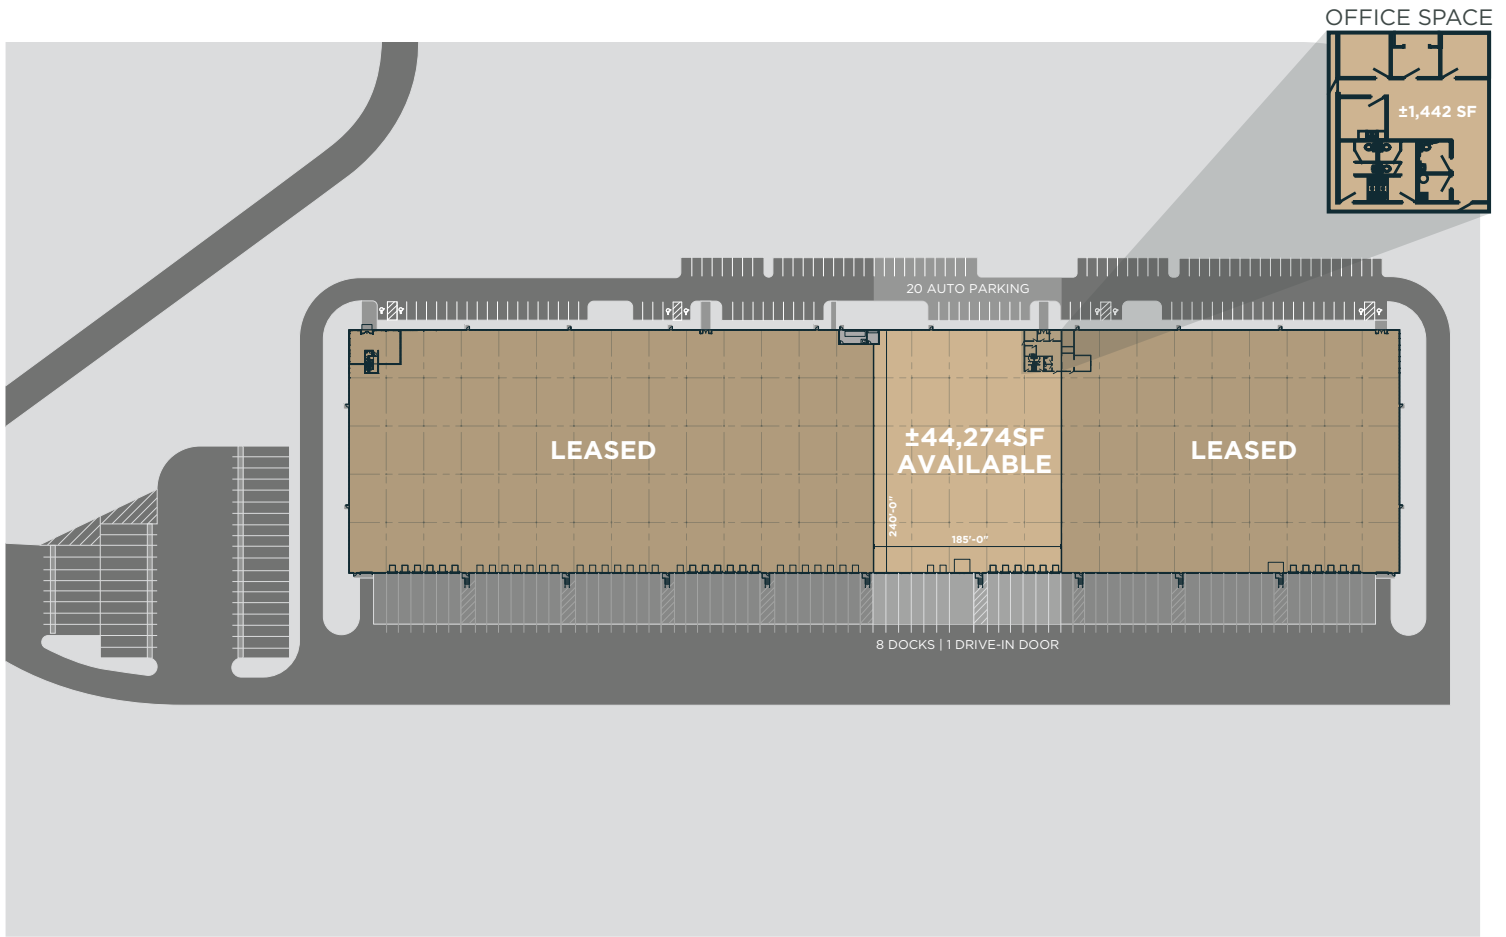 OFFICE SPACE
±1,442 SF
20 AUTO PARKING
LEASED
±44,274SF
AVAILABLE
LEASED
240'-0"
185'-0"
8 DOCKS | 1 DRIVE-IN DOOR